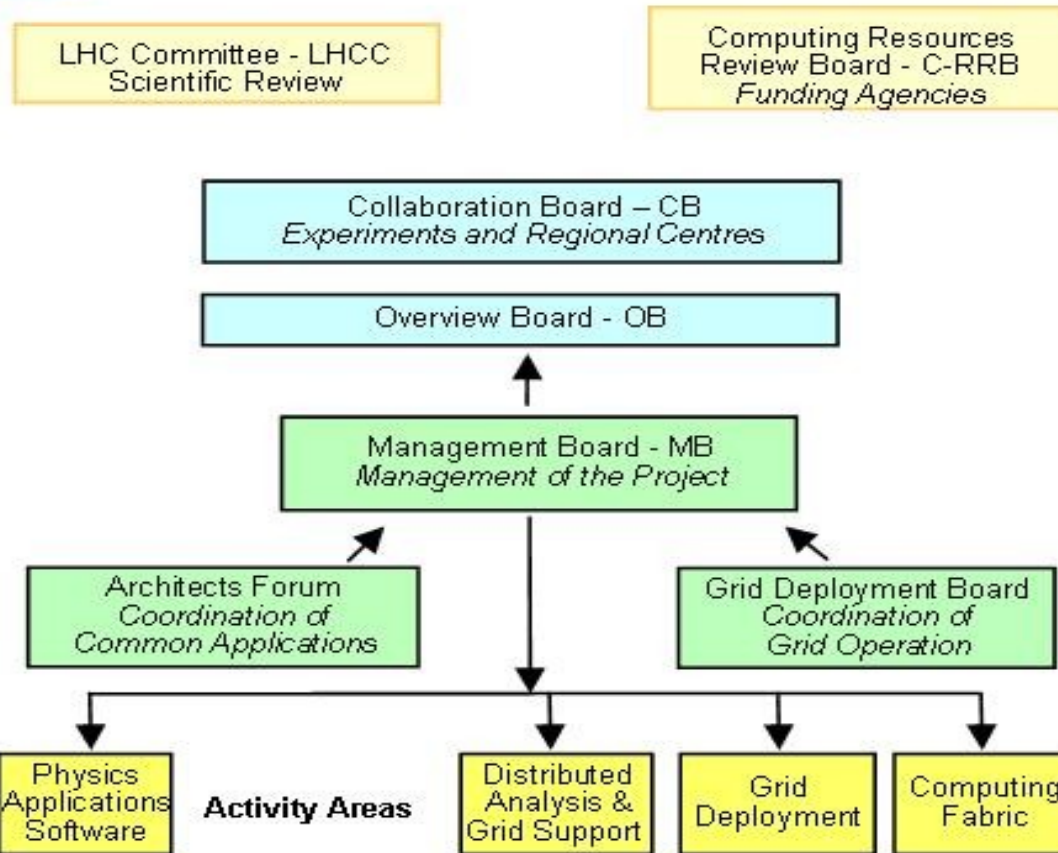 LHC Committee - LHCC
Scientific Review
Computing Resources
Review Board - C-RRB
Funding Agencies
Collaboration Board – CB
Experiments and Regional Centres
Overview Board - OB
Management Board - MB
Management of the Project
Architects Forum
Coordination of
Common Applications
Grid Deployment Board
Coordination of
Grid Operation
Physics
Applications
Software
Activity Areas
Distributed
Analysis &
Grid Support
Grid
Deployment
Computing
Fabric